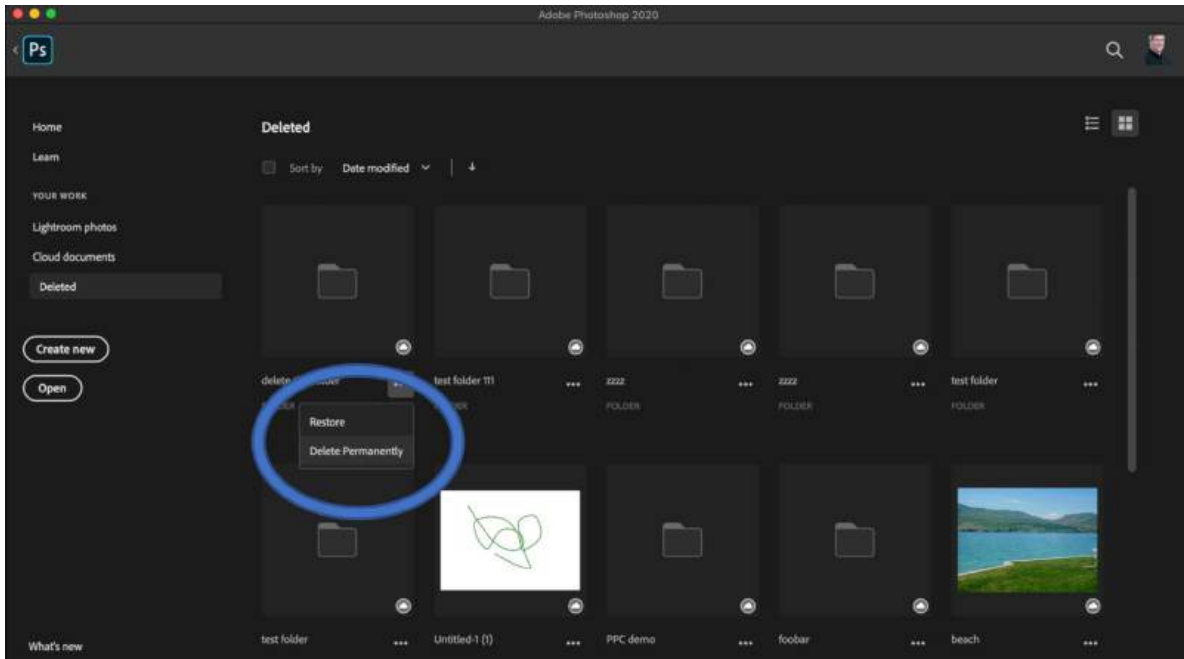 Adobe Photoshop 2020
Ps
Home
Learn
YOUR WORK
Lightroom photos
Cloud documents
Deleted
Create new
Open
What's new
Deleted
Sort by Date modified
delete
test folder 111
zzzz
zzzz
test folder
FOLDER
FOLDER
FOLDER
Restore
Delete Permanently
test folder
Untitled-1 (1)
PPC demo
foobar
beach